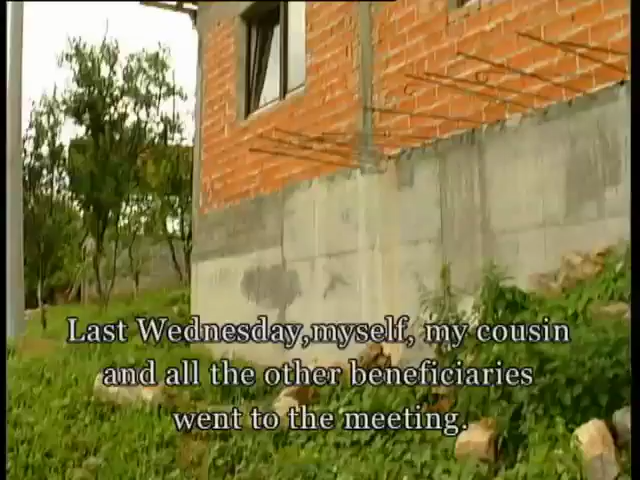 Last Wednesday,myself, my cousin
and all the other beneficiaries
went to the meeting.